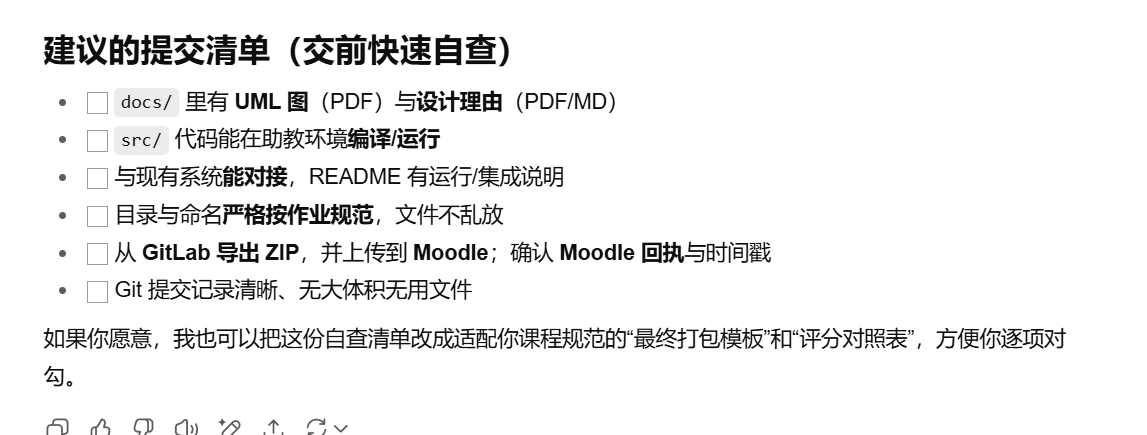 建议的提交清单（交前快速自查）
docs/ 里有 UML 图（PDF）与设计理由（PDF/MD）
src/ 代码能在助教环境编译/运行
与现有系统能对接，README 有运行/集成说明
目录与命名严格按作业规范，文件不乱放
从 GitLab 导出 ZIP，并上传到 Moodle；确认 Moodle 回执与时间戳
Git 提交记录清晰、无大体积无用文件
如果你愿意，我也可以把这份自查清单改成适配你课程规范的“最终打包模板”和“评分对照表”，方便你逐项对
勾。